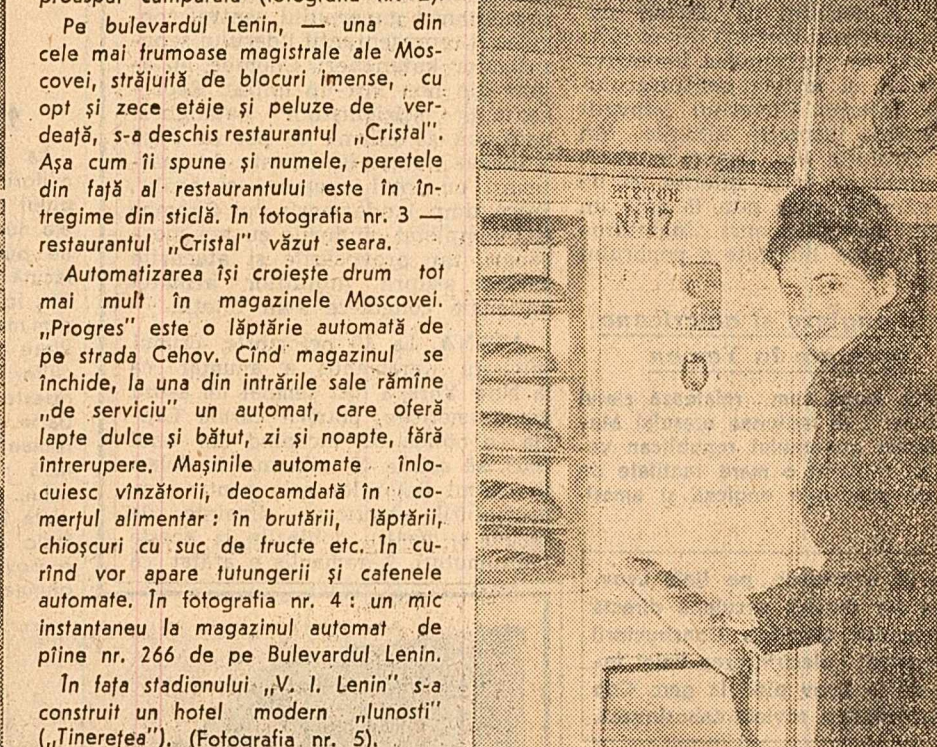 Pe bulevardul Lenin, — una din
cele mai frumoase magistrale ale Mos-
covei, străjuită de blocuri imense, cu
opt și zece etaje și peluze de ver-
deață, s-a deschis restaurantul „Cristal”.
Așa cum îi spune și numele, peretele
din față al restaurantului este în în-
tregime din sticlă. În fotografia nr. 3 —
restaurantul „Cristal” văzut seara.
Automatizarea își croiește drum tot
mai mult în magazinele Moscovei.
„Progres” este o lăptărie automată de
pe strada Cehov. Cînd magazinul se
închide, la una din intrările sale rămîne
„de serviciu” un automat, care oferă
lapte dulce și bătut, zi și noapte, fără
întrerupere. Mașinile automate înlo-
cuiesc vînzătorii, deocamdată în co-
merțul alimentar: în brutării, lăptării,
chioșcuri cu suc de fructe etc. În cu-
rînd vor apare tutungerii și cafenele
automate. În fotografia nr. 4: un mic
instantaneu la magazinul automat de
pîine nr. 266 de pe Bulevardul Lenin.
În fața stadionului „V. I. Lenin” s-a
construit un hotel modern „Iunosti”
(„Tinerețea”). (Fotografia nr. 5).
№17